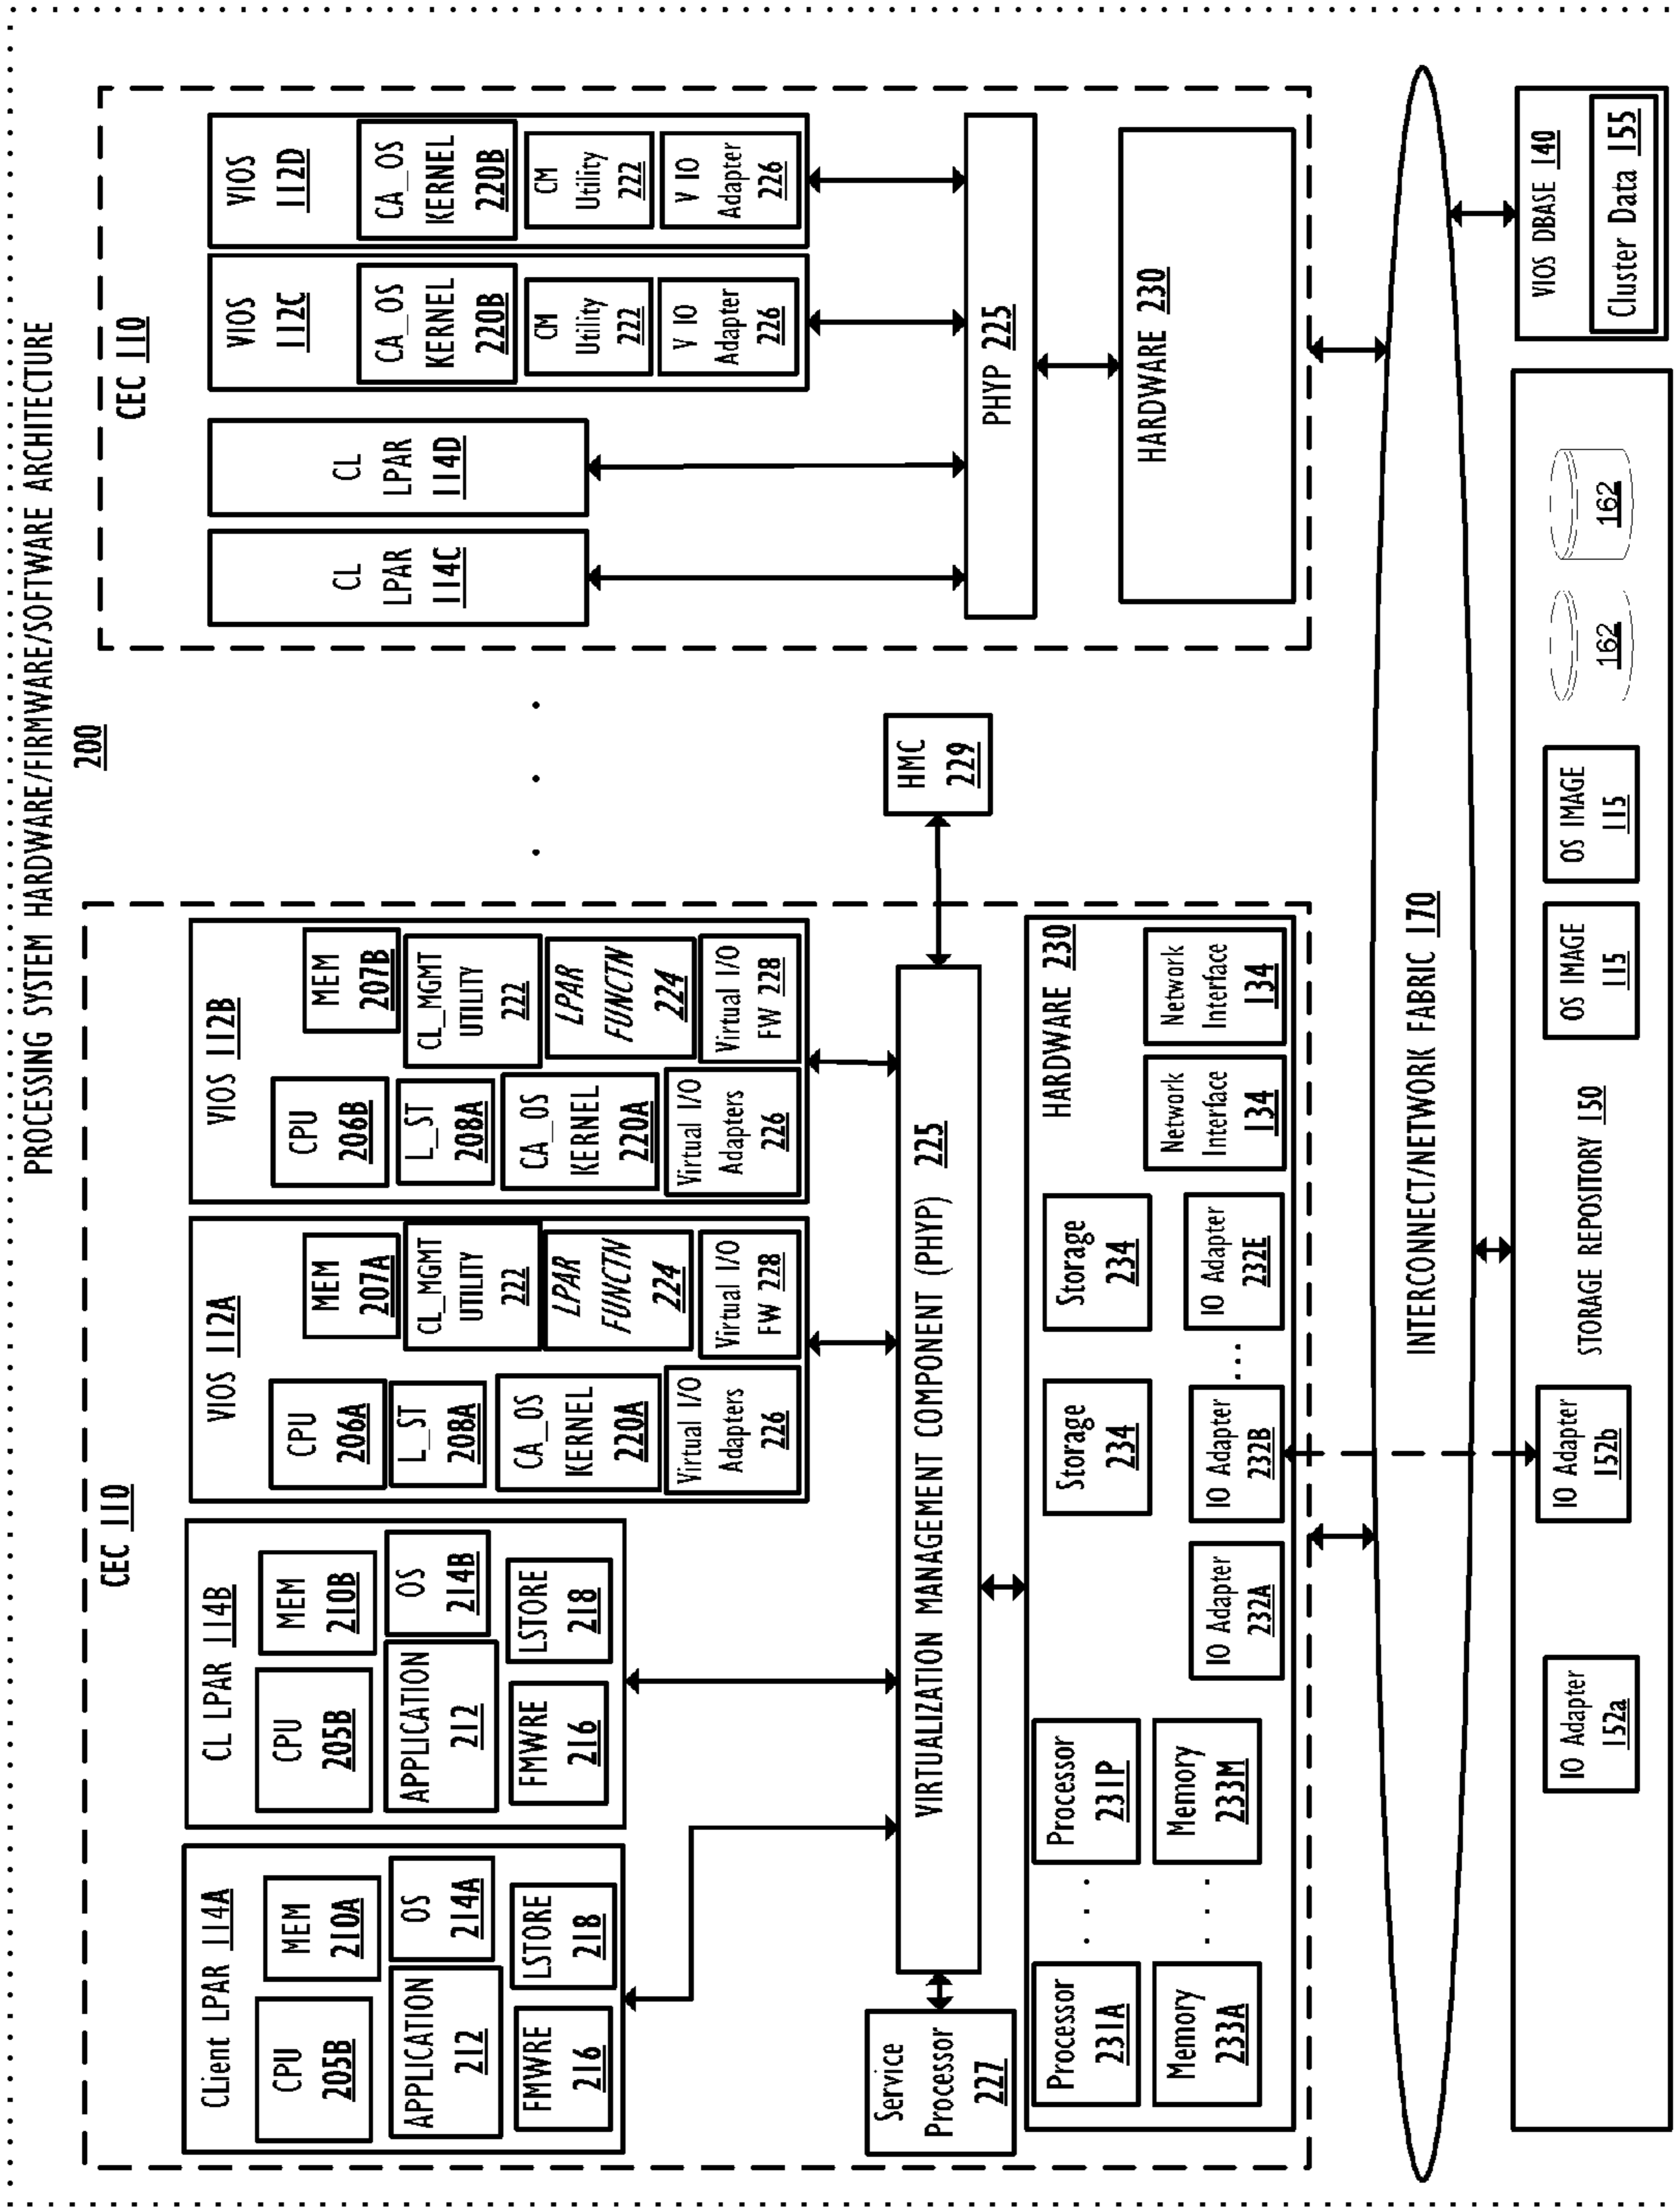 PROCESSING SYSTEM HARDWARE/FIRMWARE/SOFTWARE ARCHITECTURE
200
CEC 110
CLient LPAR 114A
CPU
205B
MEM
210A
APPLICATION
212
OS
214A
FMWRE
216
LSTORE
218
CL LPAR 114B
CPU
205B
MEM
210B
APPLICATION
212
OS
214B
FMWRE
216
LSTORE
218
VIOS 112A
CPU
206A
MEM
207A
L_ST
208A
CL_MGMT
UTILITY
222
CA_OS
KERNEL
220A
LPAR
FUNCTN
224
Virtual I/O
Adapters
226
Virtual I/O
FW 228
VIOS 112B
CPU
206B
MEM
207B
L_ST
208A
CL_MGMT
UTILITY
222
CA_OS
KERNEL
220A
LPAR
FUNCTN
224
Virtual I/O
Adapters
226
Virtual I/O
FW 228
Service
Processor
227
VIRTUALIZATION MANAGEMENT COMPONENT (PHYP) 225
HMC
229
HARDWARE 230
Processor
231A
Processor
231P
Memory
233A
Memory
233M
Storage
234
Storage
234
IO Adapter
232A
IO Adapter
232B
IO Adapter
232E
Network
Interface
134
Network
Interface
134
CEC 110
CL
LPAR
114C
CL
LPAR
114D
VIOS
112C
CA_OS
KERNEL
220B
CM
Utility
222
V IO
Adapter
226
VIOS
112D
CA_OS
KERNEL
220B
CM
Utility
222
V IO
Adapter
226
PHYP 225
HARDWARE 230
INTERCONNECT/NETWORK FABRIC 170
STORAGE REPOSITORY 150
IO Adapter
152a
IO Adapter
152b
OS IMAGE
115
OS IMAGE
115
162
162
VIOS DBASE 140
Cluster Data 155